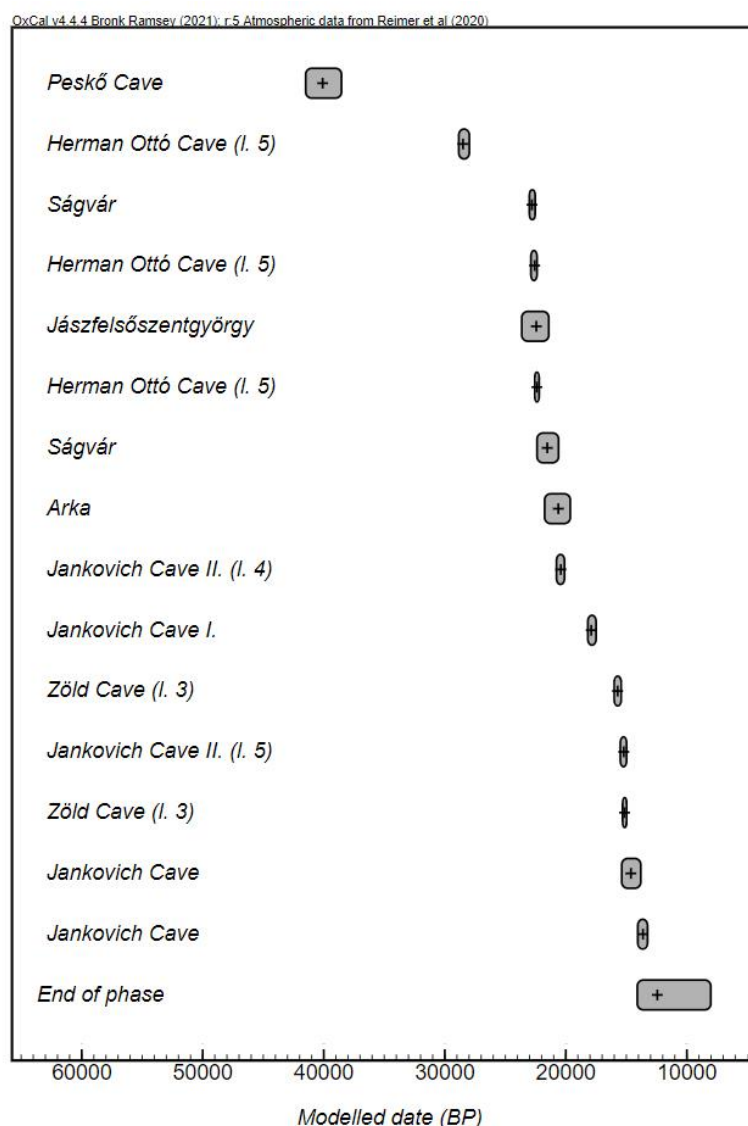 OxCal v4.4.4 Bronk Ramsey (2021); r:5 Atmospheric data from Reimer et al (2020)
Peskő Cave
Herman Ottó Cave (l. 5)
Ságvár
Herman Ottó Cave (l. 5)
Jászfelsőszentgyörgy
Herman Ottó Cave (l. 5)
Ságvár
Arka
Jankovich Cave II. (l. 4)
Jankovich Cave I.
Zöld Cave (l. 3)
Jankovich Cave II. (l. 5)
Zöld Cave (l. 3)
Jankovich Cave
Jankovich Cave
End of phase
60000 50000 40000 30000 20000 10000
Modelled date (BP)